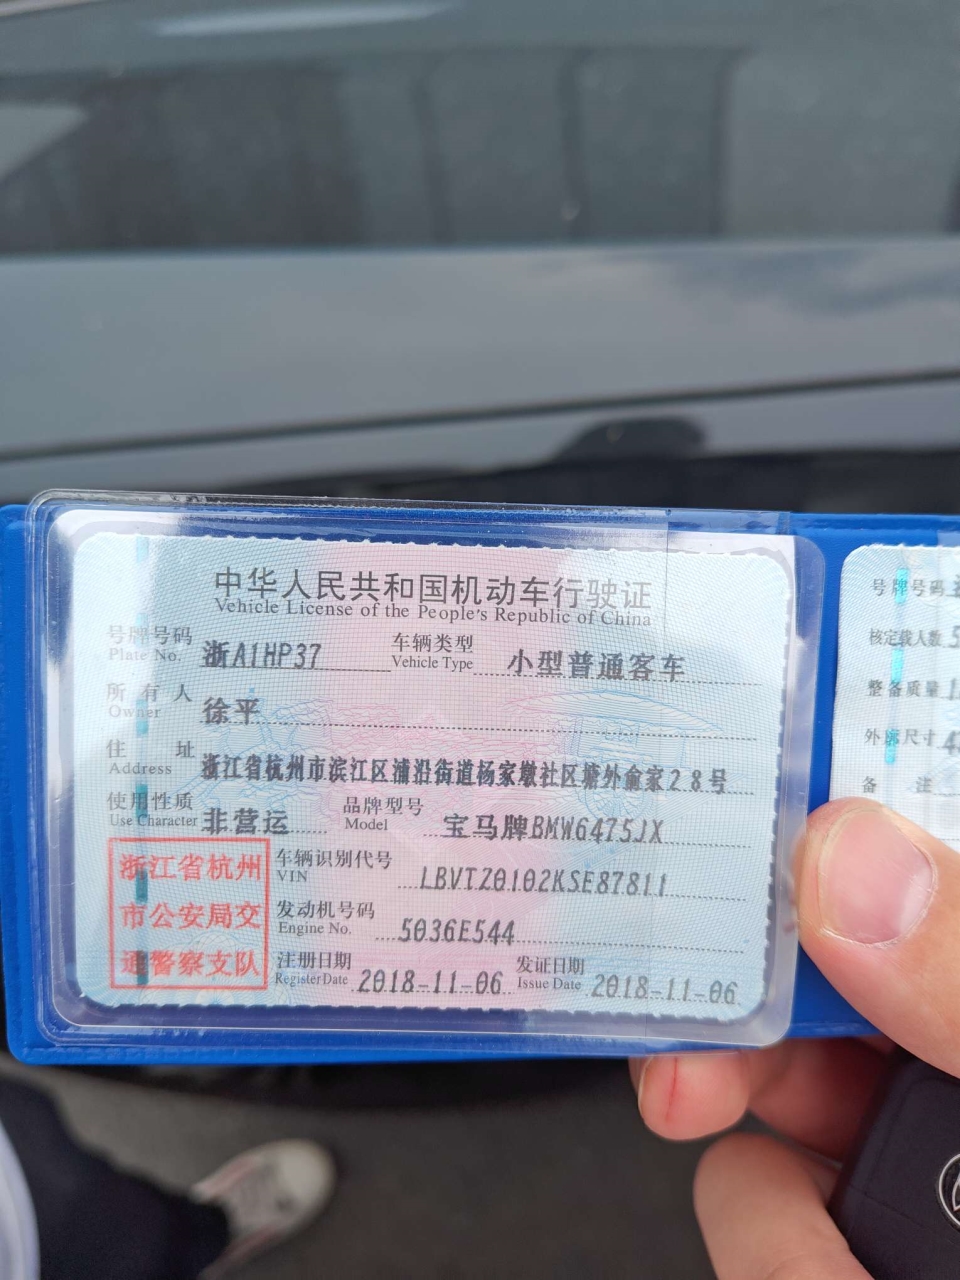 中华人民共和国机动车行驶证
Vehicle License of the People's Republic of China
号牌号码 浙A1HP37 车辆类型 小型普通客车
Plate No. Vehicle Type
所有人 徐平
Owner
住址 浙江省杭州市滨江区浦沿街道杨家墩社区塘外俞家28号
Address
使用性质 非营运 品牌型号 宝马牌BMW6475JX
Use Character Model
浙江省杭州
市公安局交
通警察支队
车辆识别代号 LBVTZ0102KSE87811
VIN
发动机号码 5036E544
Engine No.
注册日期 2018-11-06 发证日期 2018-11-06
Register Date Issue Date
号牌号码
核定载人数 5
整备质量
外廓尺寸
备注